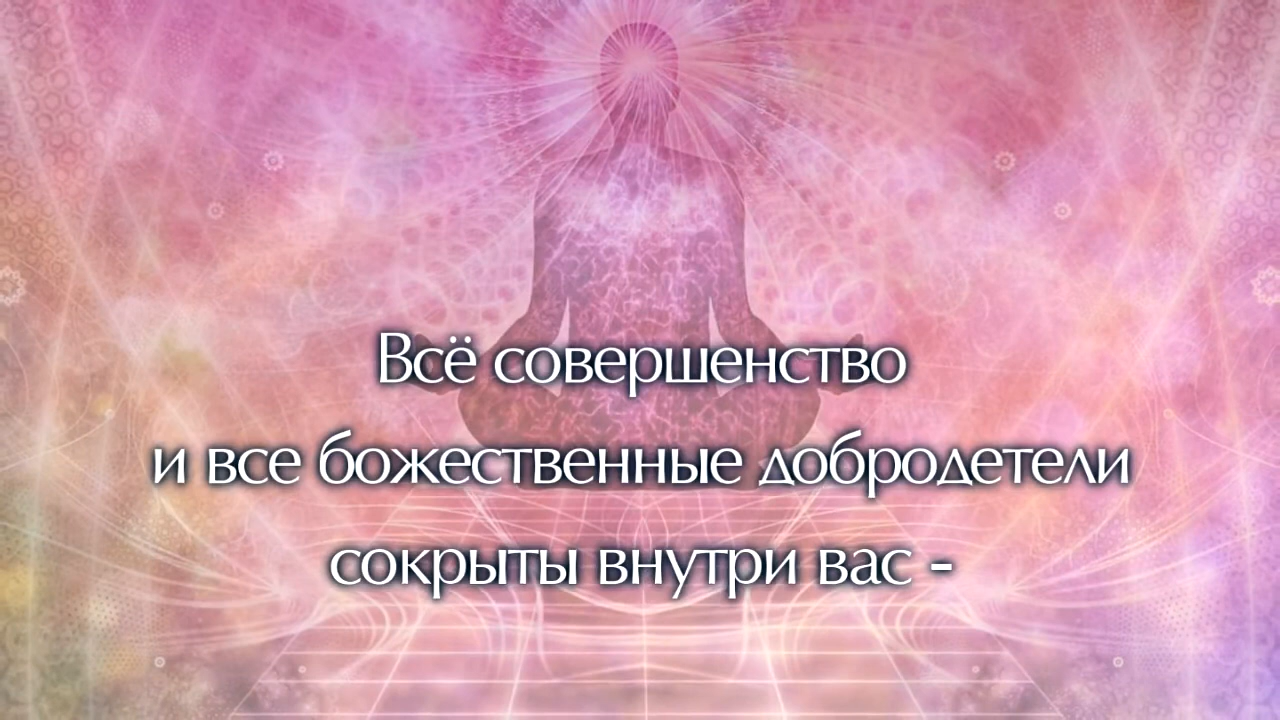 Всё совершенство
и все божественные добродетели
сокрыты внутри вас -